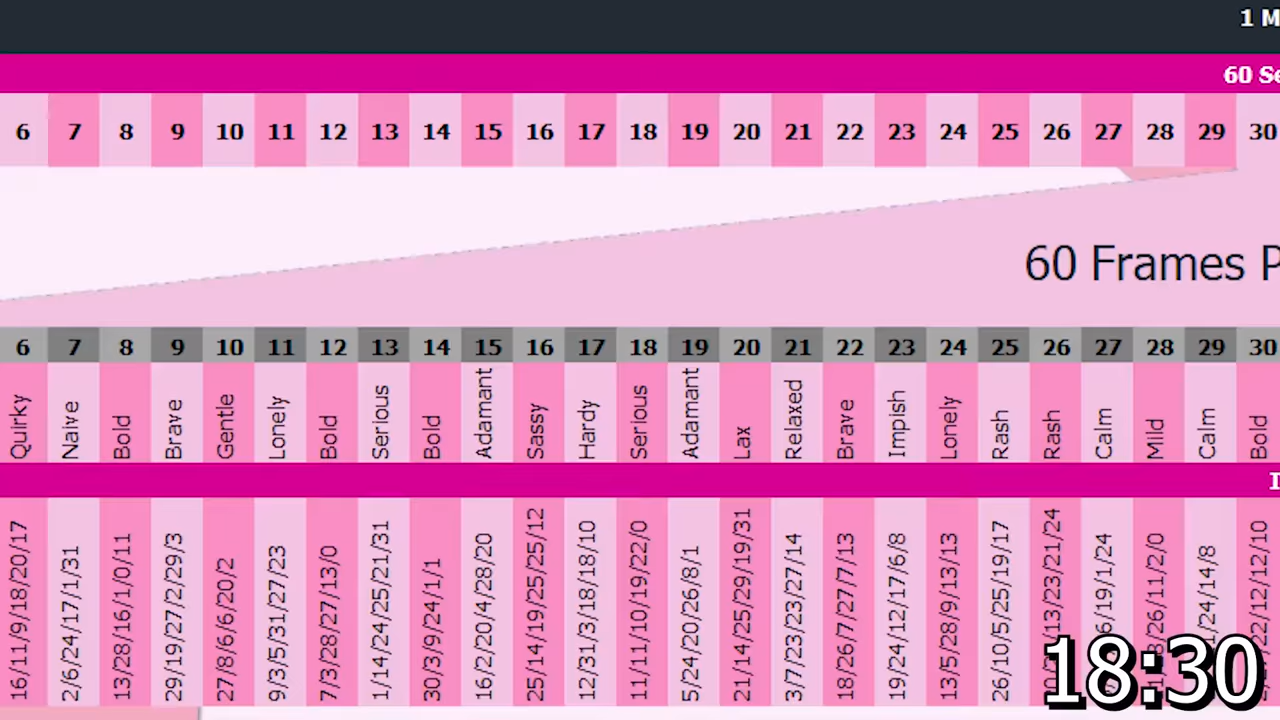 1 M
60 Se
6 7 8 9 10 11 12 13 14 15 16 17 18 19 20 21 22 23 24 25 26 27 28 29 30
60 Frames P
6 7 8 9 10 11 12 13 14 15 16 17 18 19 20 21 22 23 24 25 26 27 28 29 30
Quirky Naive Bold Brave Gentle Lonely Bold Serious Bold Adamant Sassy Hardy Serious Adamant Lax Relaxed Brave Impish Lonely Rash Rash Calm Mild Calm Bold
16/11/9/18/20/17 2/6/24/17/1/31 13/28/16/1/0/11 29/19/27/2/29/3 27/8/6/6/20/2 9/3/5/31/27/23 7/3/28/27/13/0 1/14/24/25/21/31 30/3/9/24/1/1 16/2/20/4/28/20 25/14/19/25/25/12 12/31/3/18/18/10 11/11/10/19/22/0 5/24/20/26/8/1 21/14/25/29/19/31 3/7/23/23/27/14 18/26/7/27/7/13 19/24/12/17/6/8 13/5/28/9/13/13 26/10/5/25/19/17
18:30